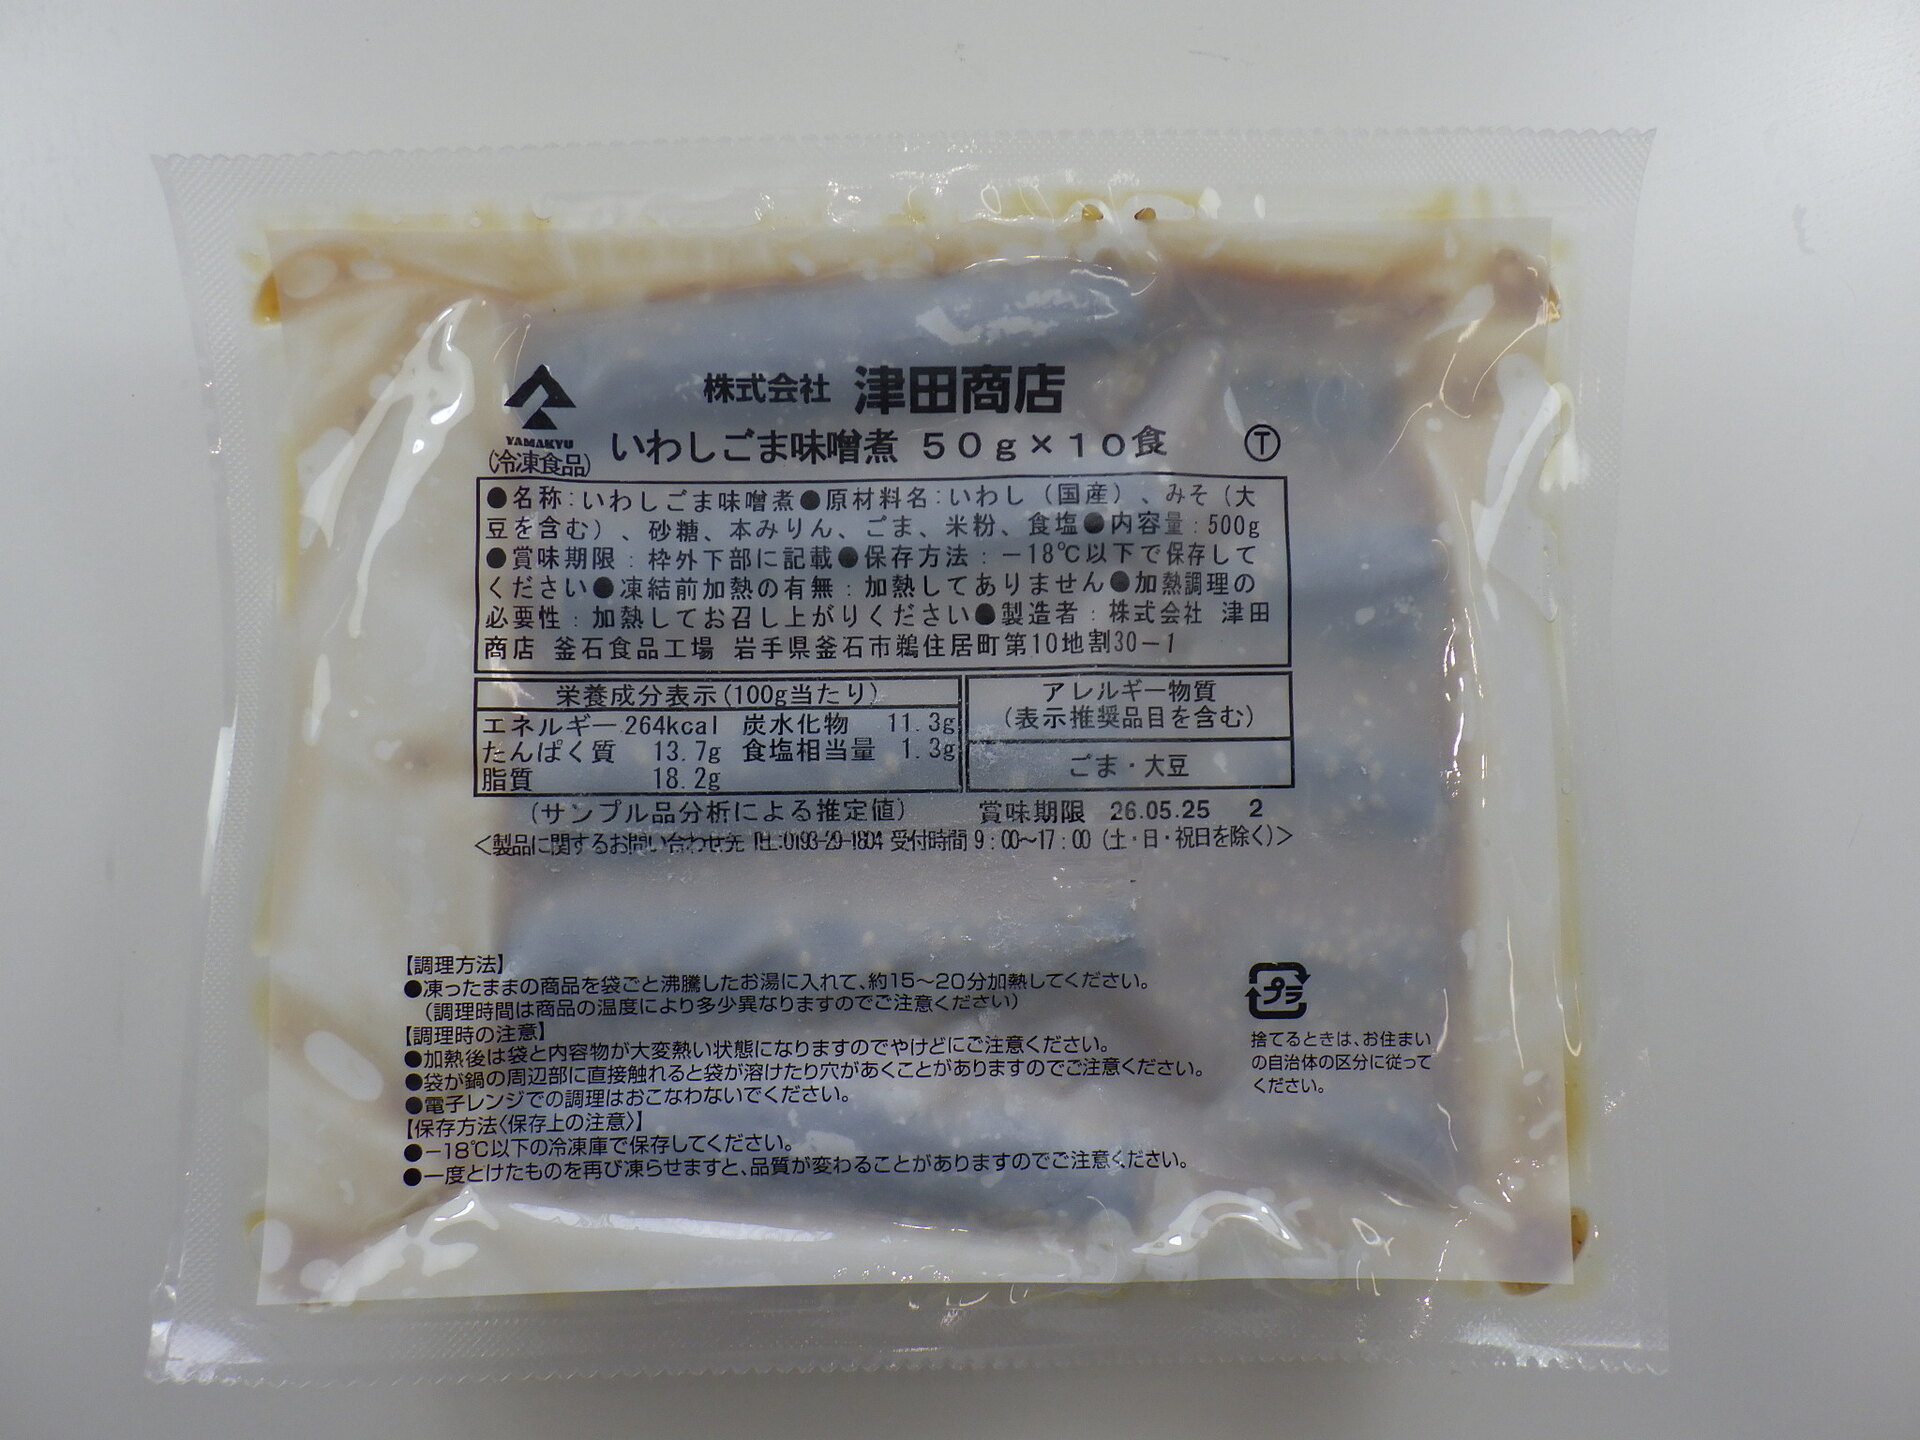 株式会社 津田商店
YAMAKYU
(冷凍食品) いわしごま味噌煮 50g×10食 Ⓣ
●名称:いわしごま味噌煮●原材料名:いわし(国産)、みそ(大
豆を含む)、砂糖、本みりん、ごま、米粉、食塩●内容量:500g
●賞味期限:枠外下部に記載●保存方法:-18℃以下で保存して
ください●凍結前加熱の有無:加熱してありません●加熱調理の
必要性:加熱してお召し上がりください●製造者:株式会社 津田
商店 釜石食品工場 岩手県釜石市鵜住居町第10地割30-1
栄養成分表示(100g当たり)
エネルギー 264kcal 炭水化物 11.3g
たんぱく質 13.7g 食塩相当量 1.3g
脂質 18.2g
アレルギー物質
(表示推奨品目を含む)
ごま・大豆
(サンプル品分析による推定値) 賞味期限 26.05.25 2
<製品に関するお問い合わせ先 TEL:0193-29-1804 受付時間 9:00~17:00 (土・日・祝日を除く)>
【調理方法】
●凍ったままの商品を袋ごと沸騰したお湯に入れて、約15~20分加熱してください。
(調理時間は商品の温度により多少異なりますのでご注意ください)
【調理時の注意】
●加熱後は袋と内容物が大変熱い状態になりますのでやけどにご注意ください。
●袋が鍋の周辺部に直接触れると袋が溶けたり穴があくことがありますのでご注意ください。
●電子レンジでの調理はおこなわないでください。
【保存方法〈保存上の注意〉】
●-18℃以下の冷凍庫で保存してください。
●一度とけたものを再び凍らせますと、品質が変わることがありますのでご注意ください。
プラ
捨てるときは、お住まい
の自治体の区分に従って
ください。